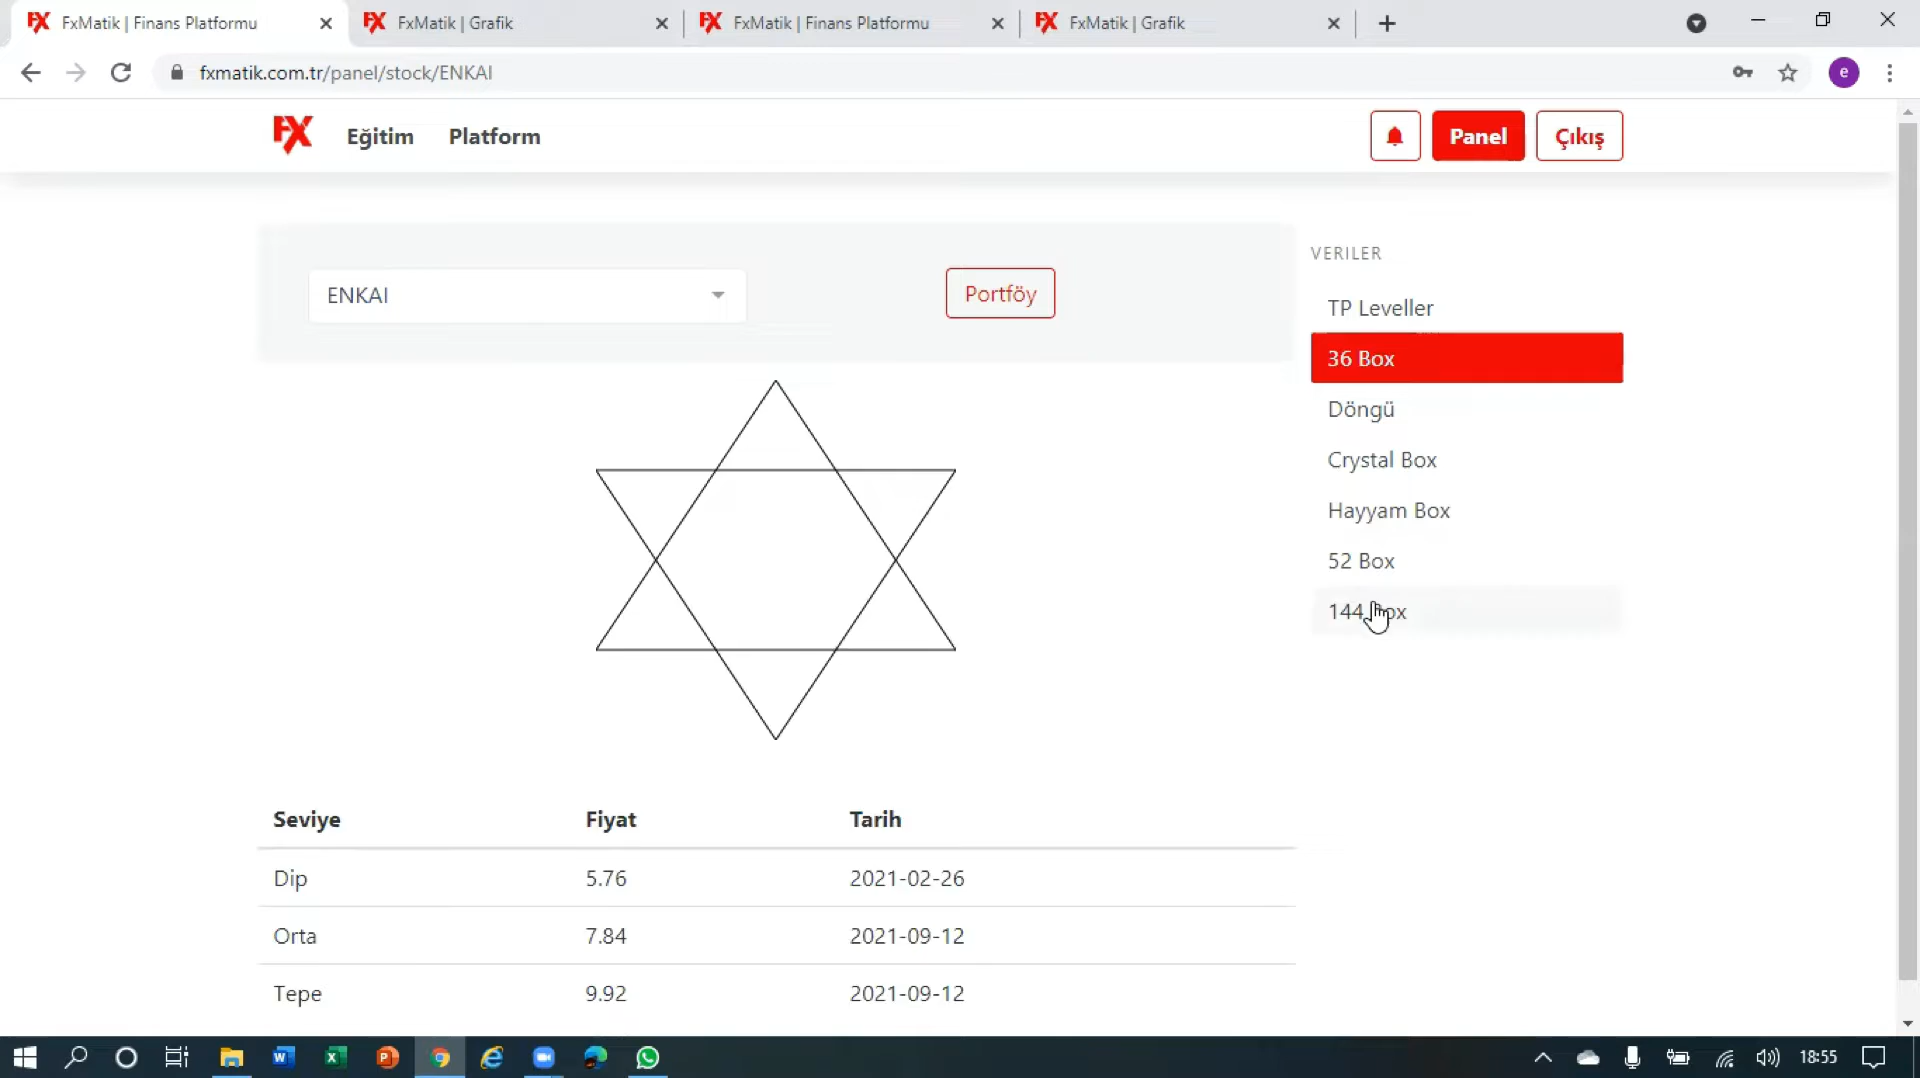 FxMatik | Finans Platformu
FxMatik | Grafik
FxMatik | Finans Platformu
FxMatik | Grafik
fxmatik.com.tr/panel/stock/ENKAI
e
FX
Eğitim
Platform
Panel
Çıkış
ENKAI
Portföy
VERILER
TP Leveller
36 Box
Döngü
Crystal Box
Hayyam Box
52 Box
144 Box
Seviye Fiyat Tarih
Dip 5.76 2021-02-26
Orta 7.84 2021-09-12
Tepe 9.92 2021-09-12
18:55